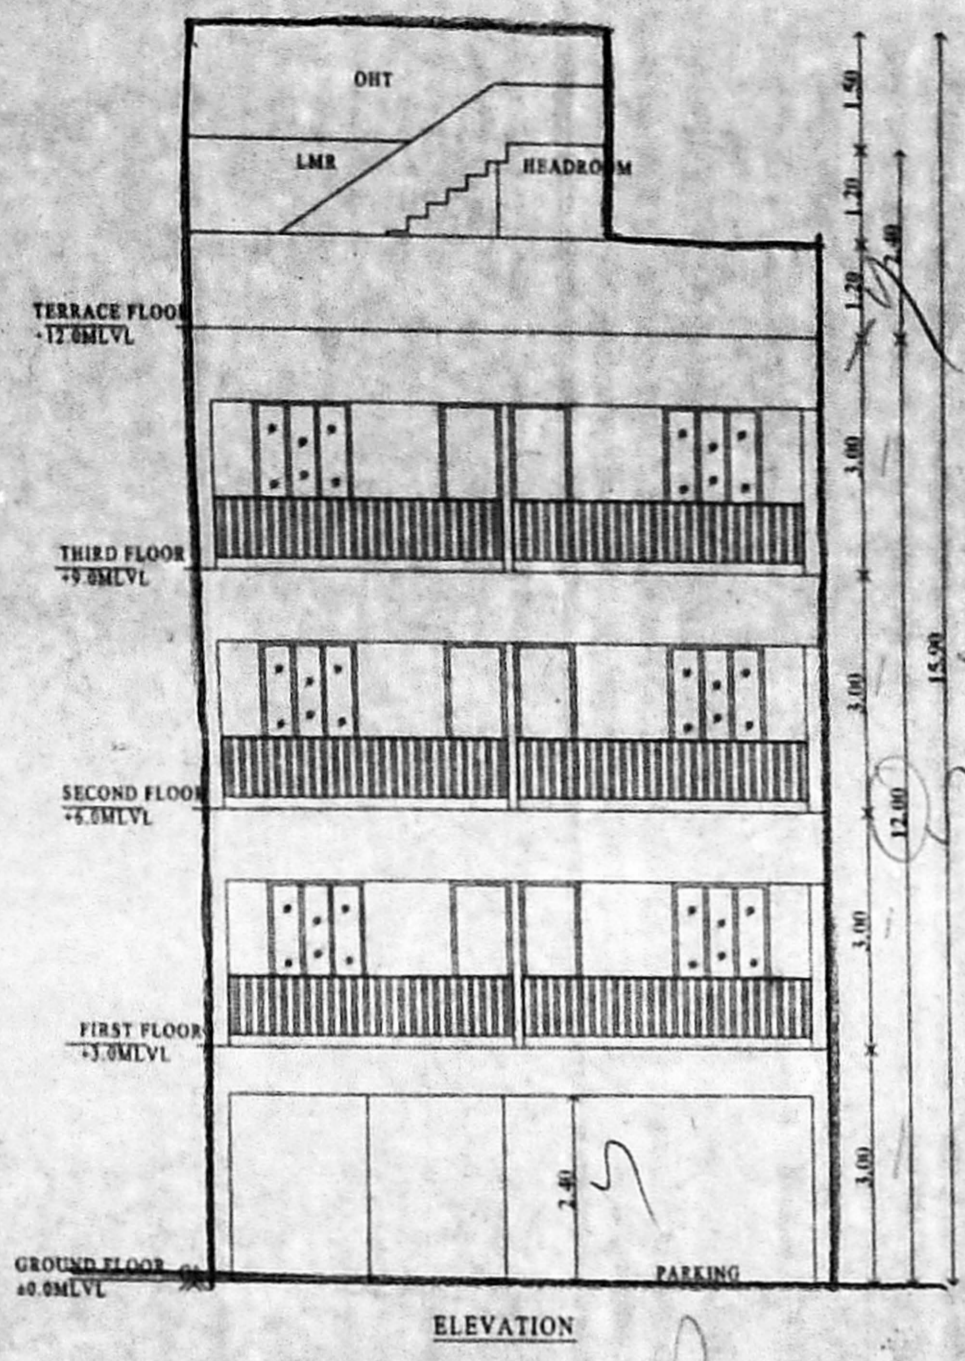 OHT
1.50
LMR
HEADROOM
1.20
2.40
TERRACE FLOOR
+12.0MLVL
1.20
3.00
THIRD FLOOR
+9.0MLVL
15.90
3.00
SECOND FLOOR
+6.0MLVL
12.00
3.00
FIRST FLOOR
+3.0MLVL
3.00
2.40
GROUND FLOOR
±0.0MLVL
PARKING
ELEVATION